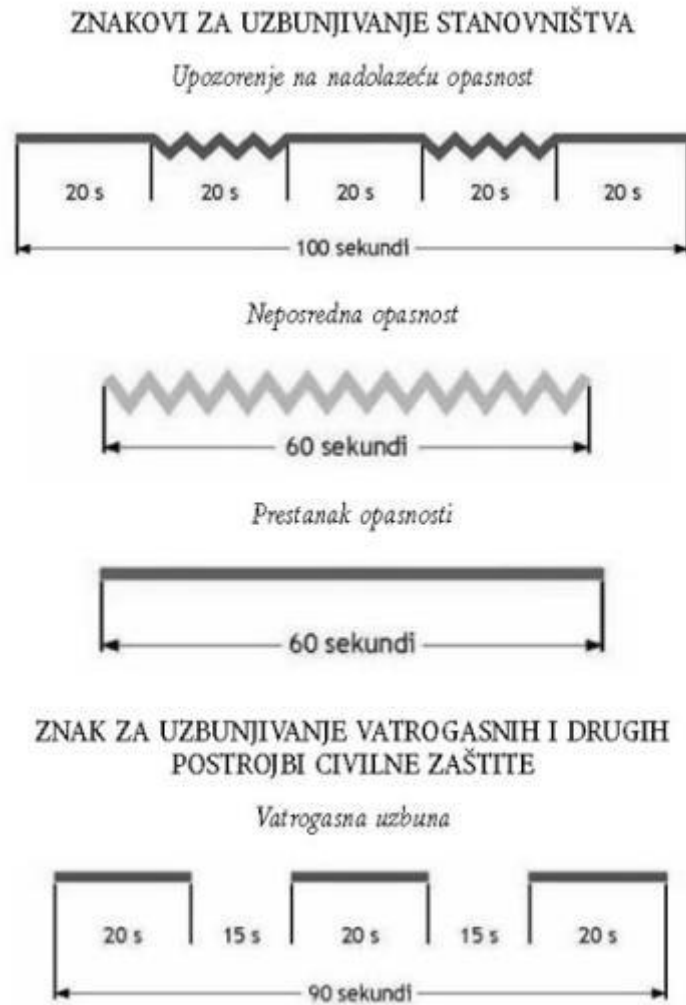 ZNAKOVI ZA UZBUNJIVANJE STANOVNIŠTVA
Upozorenje na nadolazeću opasnost
20 s 20 s 20 s 20 s 20 s
100 sekundi
Neposredna opasnost
60 sekundi
Prestanak opasnosti
60 sekundi
ZNAK ZA UZBUNJIVANJE VATROGASNIH I DRUGIH
POSTROJBI CIVILNE ZAŠTITE
Vatrogasna uzbuna
20 s 15 s 20 s 15 s 20 s
90 sekundi